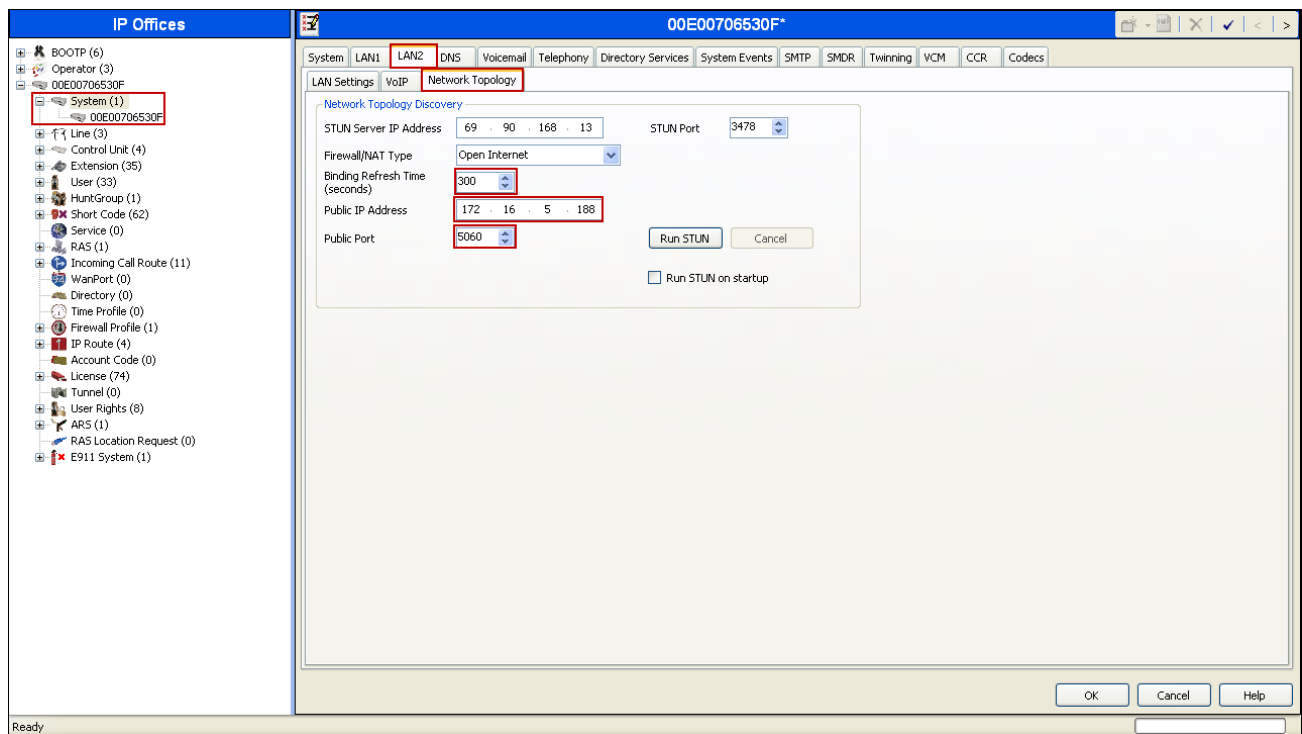 IP Offices
00E00706530F*
BOOTP (6)
Operator (3)
00E00706530F
System (1)
00E00706530F
Line (3)
Control Unit (4)
Extension (35)
User (33)
HuntGroup (1)
Short Code (62)
Service (0)
RAS (1)
Incoming Call Route (11)
WanPort (0)
Directory (0)
Time Profile (0)
Firewall Profile (1)
IP Route (4)
Account Code (0)
License (74)
Tunnel (0)
User Rights (8)
ARS (1)
RAS Location Request (0)
E911 System (1)
System LAN1 LAN2 DNS Voicemail Telephony Directory Services System Events SMTP SMDR Twinning VCM CCR Codecs
LAN Settings VoIP Network Topology
Network Topology Discovery
STUN Server IP Address 69 . 90 . 168 . 13 STUN Port 3478
Firewall/NAT Type Open Internet
Binding Refresh Time
(seconds) 300
Public IP Address 172 . 16 . 5 . 188
Public Port 5060 Run STUN Cancel
Run STUN on startup
OK Cancel Help
Ready